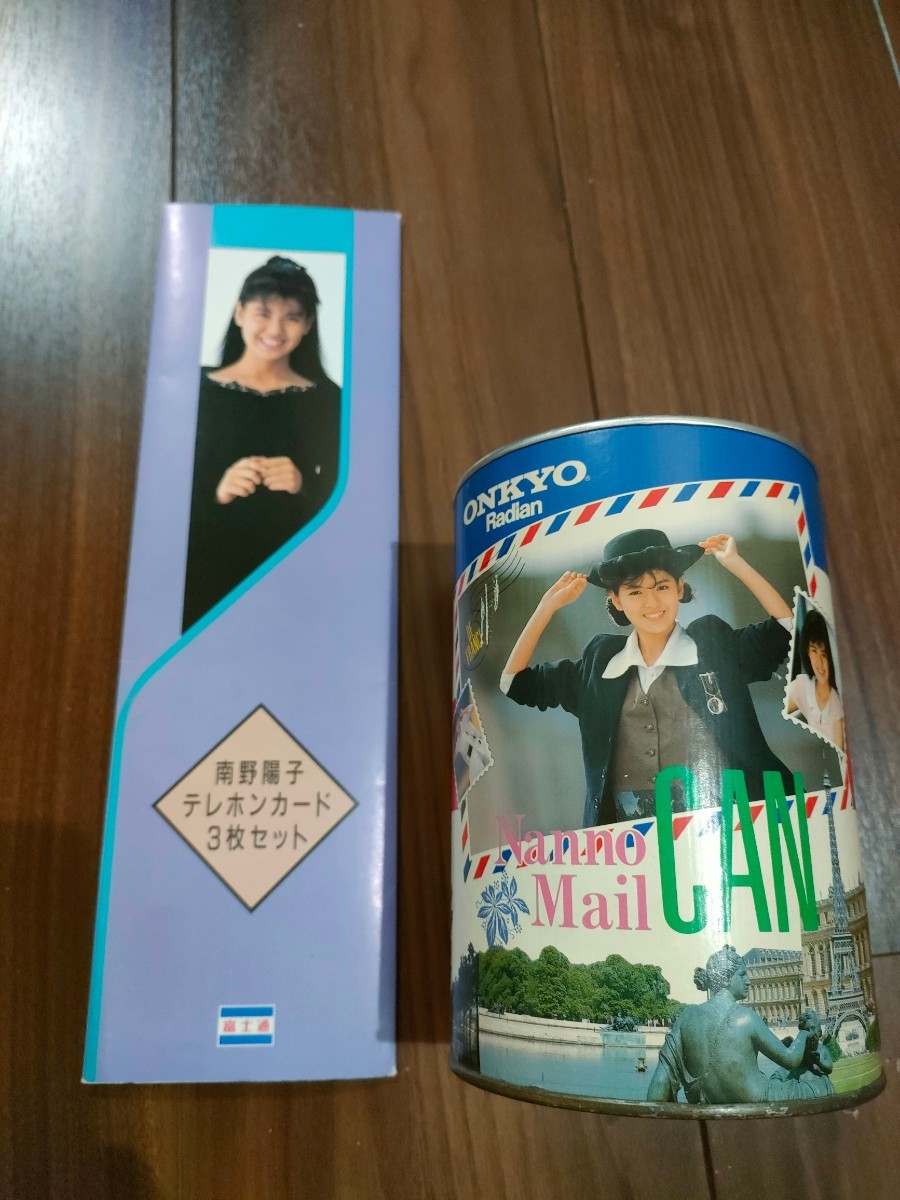 南野陽子
テレホンカード
3枚セット
富士通
ONKYO®
Radian
Nanno
Mail
CAN